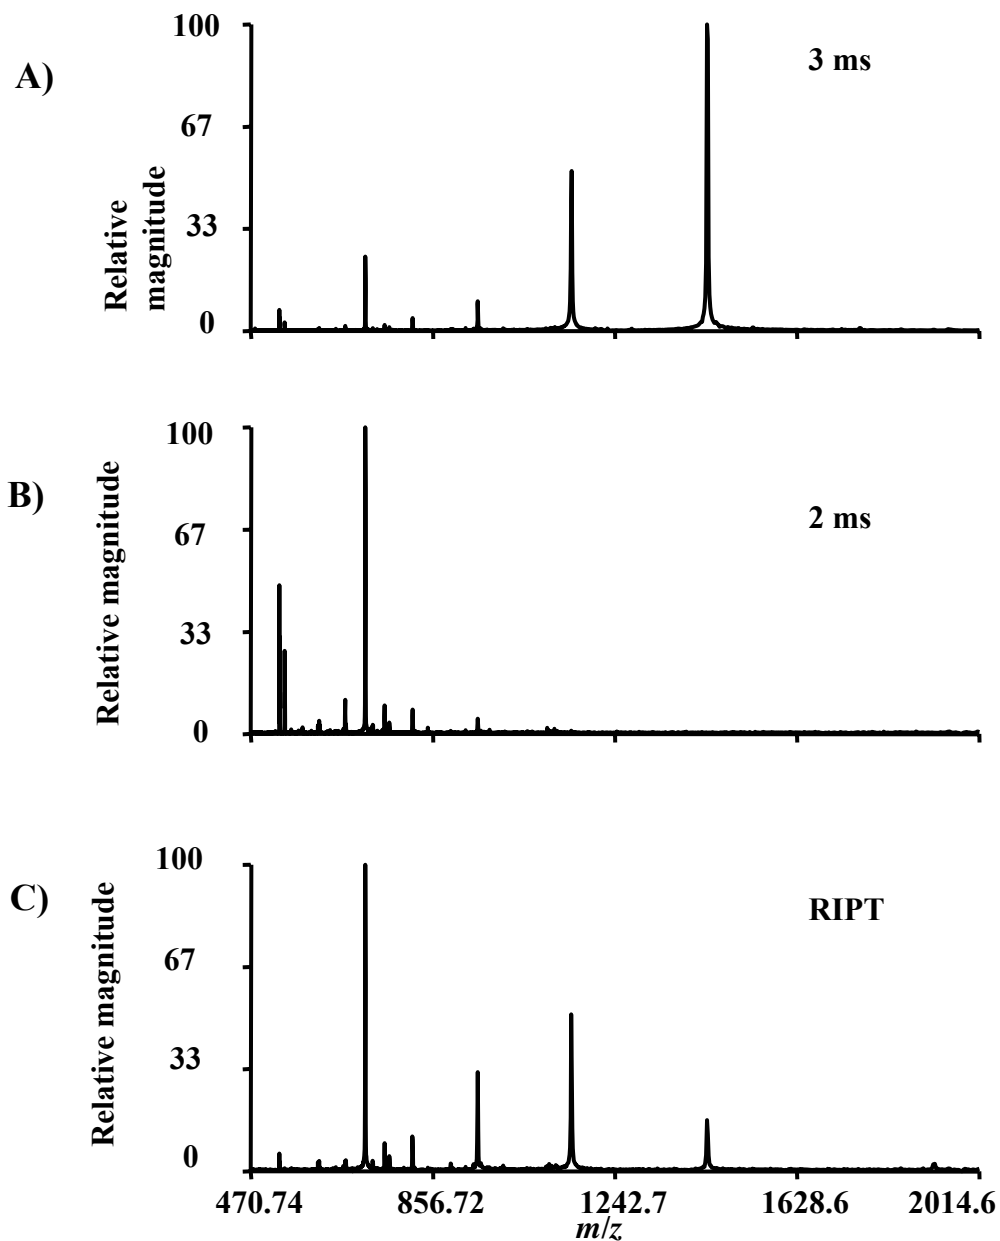 A)
100
67
33
0
Relative
magnitude
3 ms
B)
100
67
33
0
Relative magnitude
2 ms
C)
100
67
33
0
Relative magnitude
RIPT
470.74 856.72 1242.7 1628.6 2014.6
m/z